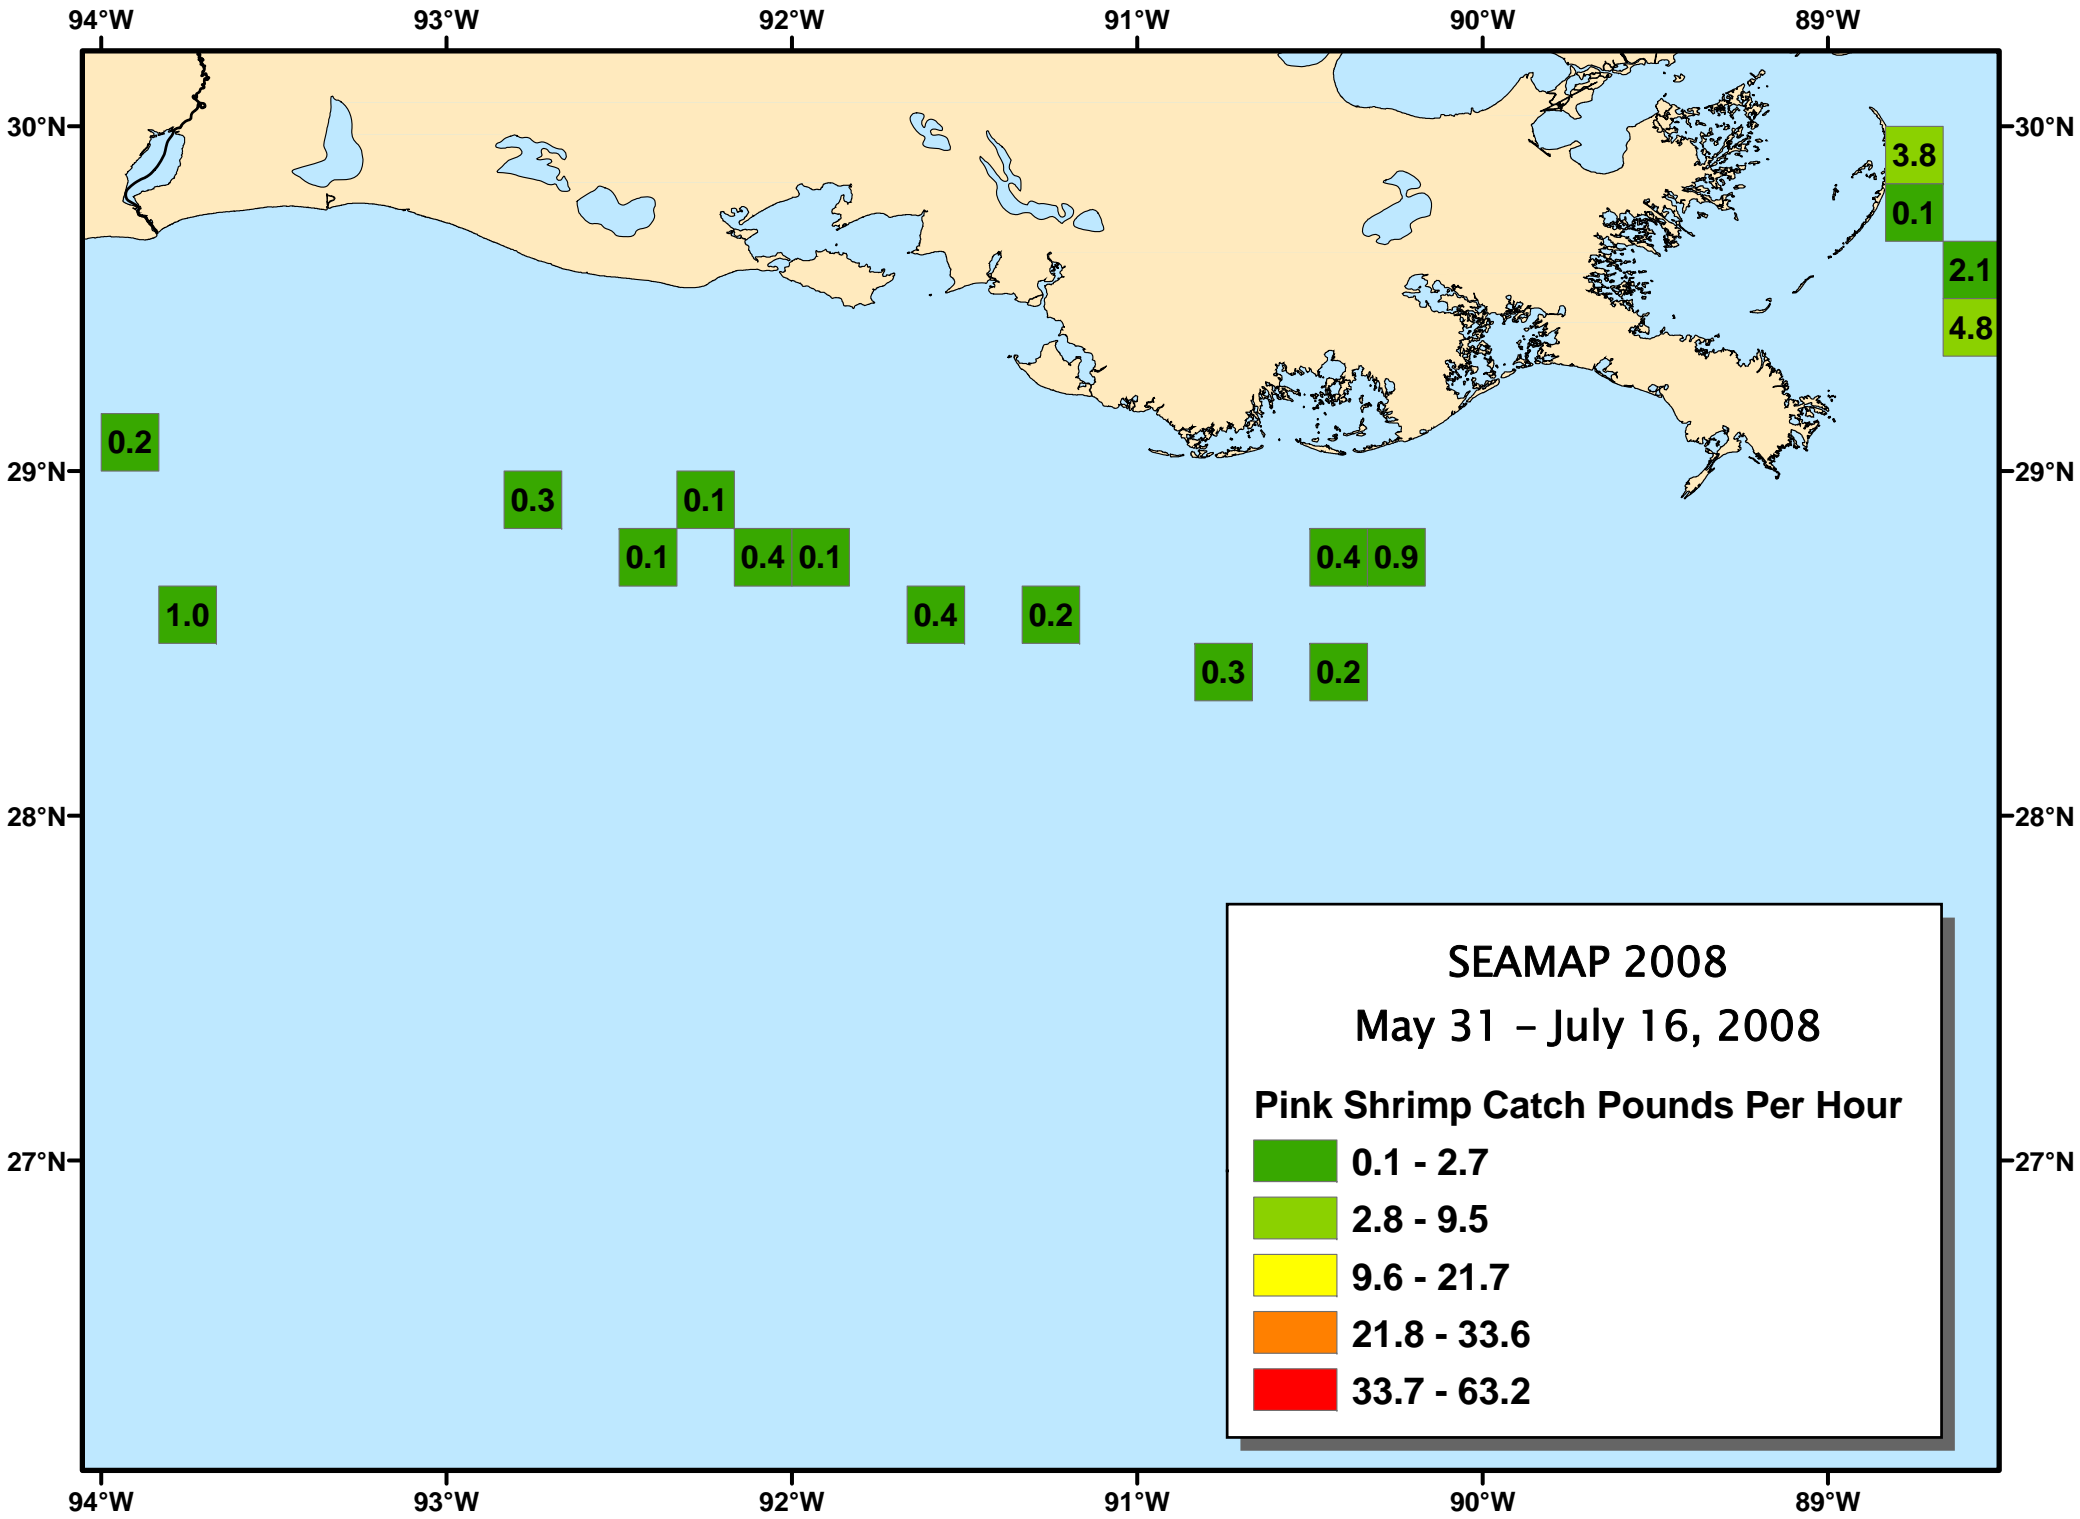 94°W 93°W 92°W 91°W 90°W 89°W
30°N 30°N
3.8
0.1
2.1
4.8
0.2
29°N 29°N
0.3 0.1
0.1 0.4 0.1 0.4 0.9
1.0 0.4 0.2
0.3 0.2
28°N 28°N
SEAMAP 2008
May 31 – July 16, 2008
Pink Shrimp Catch Pounds Per Hour
27°N 0.1 - 2.7 27°N
2.8 - 9.5
9.6 - 21.7
21.8 - 33.6
33.7 - 63.2
94°W 93°W 92°W 91°W 90°W 89°W